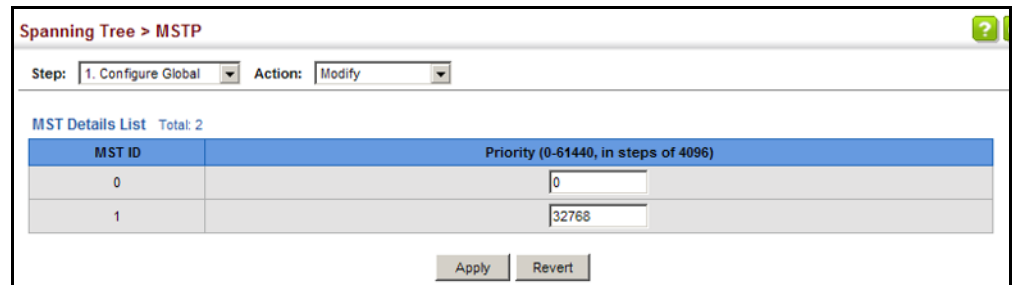 Spanning Tree > MSTP
?
Step: 1. Configure Global Action: Modify
MST Details List Total: 2
MST ID Priority (0-61440, in steps of 4096)
0 0
1 32768
Apply Revert